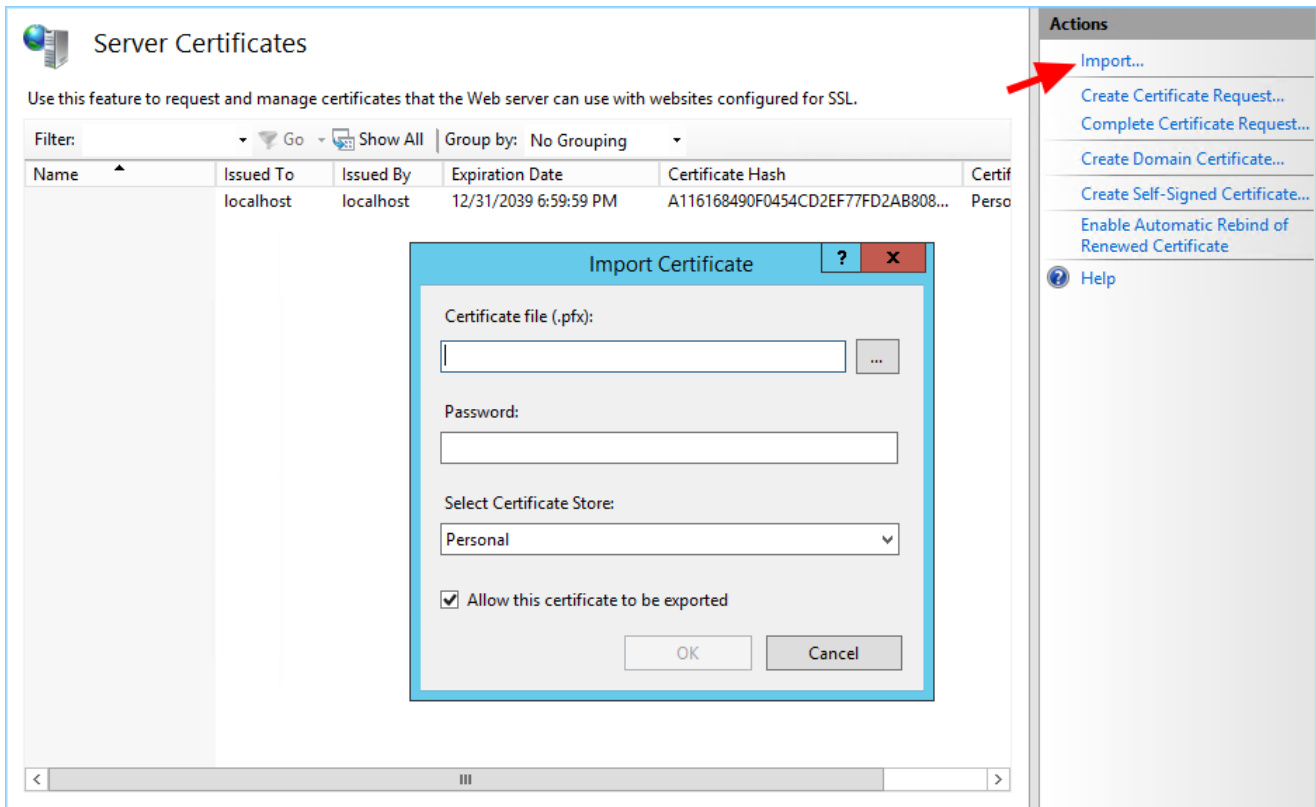 Server Certificates
Use this feature to request and manage certificates that the Web server can use with websites configured for SSL.
Filter: Go Show All Group by: No Grouping
Name Issued To Issued By Expiration Date Certificate Hash Certif
localhost localhost 12/31/2039 6:59:59 PM A116168490F0454CD2EF77FD2AB808... Perso
Import Certificate ? x
Certificate file (.pfx):
...
Password:
Select Certificate Store:
Personal
Allow this certificate to be exported
OK Cancel
Actions
Import...
Create Certificate Request...
Complete Certificate Request...
Create Domain Certificate...
Create Self-Signed Certificate...
Enable Automatic Rebind of
Renewed Certificate
? Help